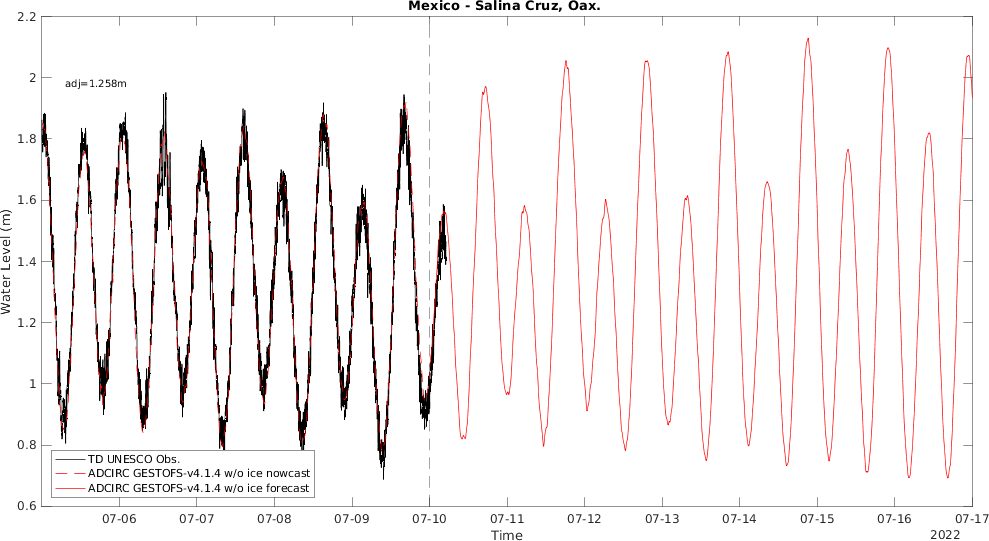 Mexico - Salina Cruz, Oax.
2.2
2
1.8
1.6
1.4
1.2
1
0.8
0.6
Water Level (m)
adj=1.258m
TD UNESCO Obs.
ADCIRC GESTOFS-v4.1.4 w/o ice nowcast
ADCIRC GESTOFS-v4.1.4 w/o ice forecast
07-06 07-07 07-08 07-09 07-10 07-11 07-12 07-13 07-14 07-15 07-16 07-17
Time
2022